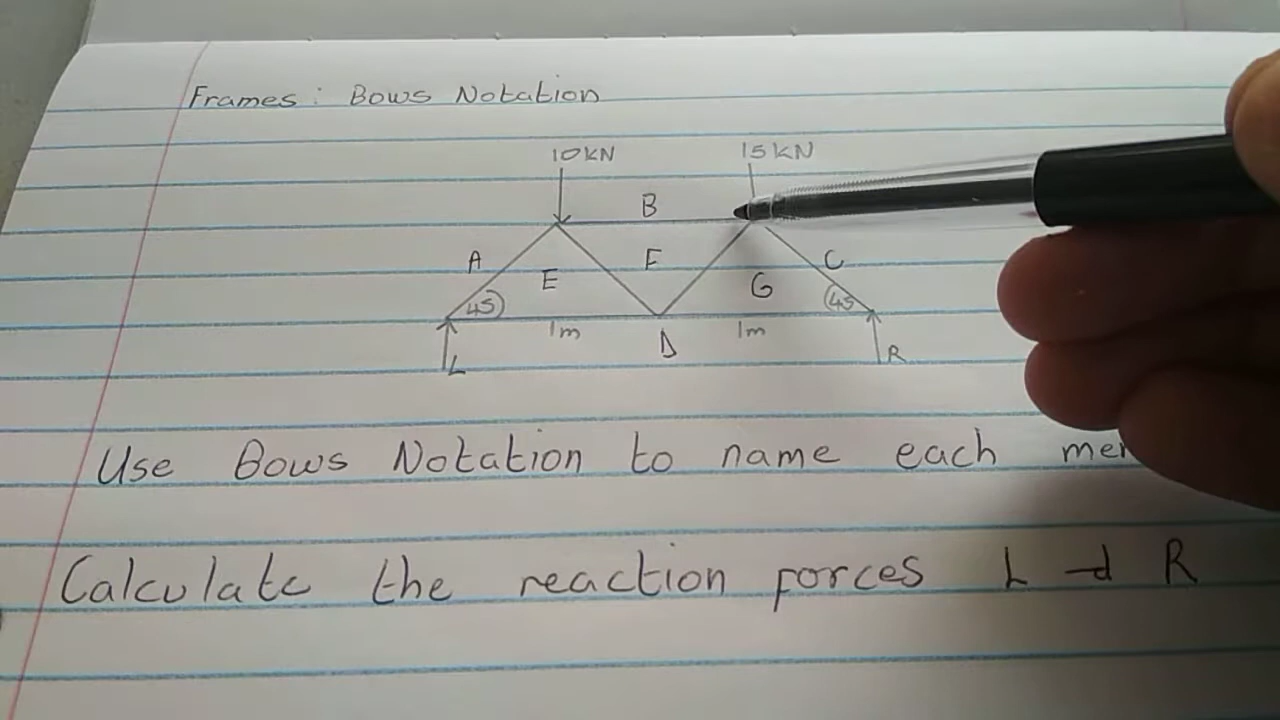 Frames: Bows Notation
10kN 15kN
B
A E F G C
45 45
1m D 1m
L R
Use Bows Notation to name each
Calculate the reaction forces L d R